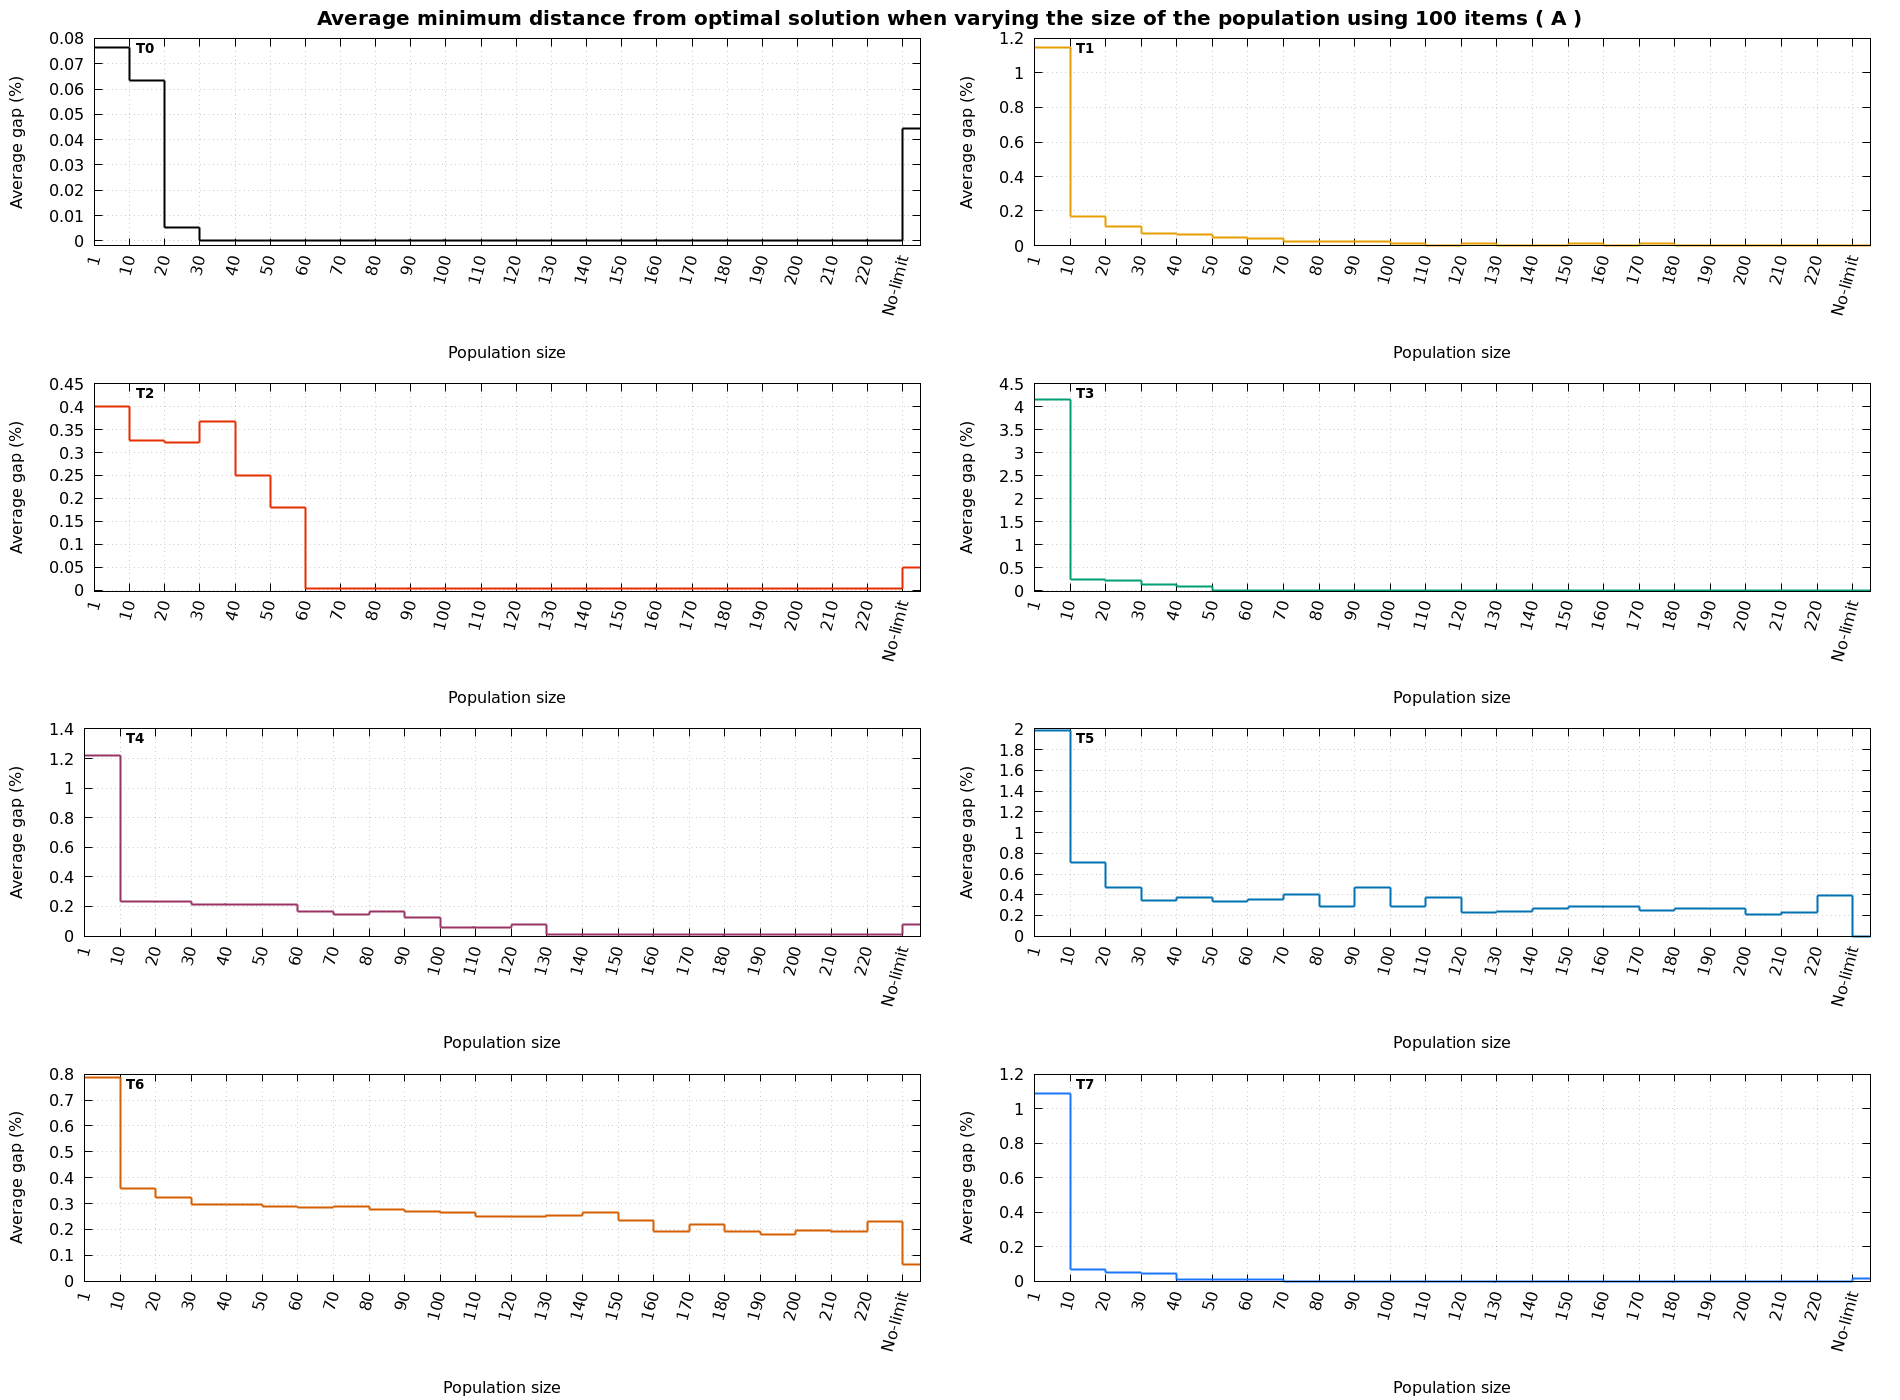 Average minimum distance from optimal solution when varying the size of the population using 100 items ( A )
T0
Average gap (%)
0.08
0.07
0.06
0.05
0.04
0.03
0.02
0.01
0
1 10 20 30 40 50 60 70 80 90 100 110 120 130 140 150 160 170 180 190 200 210 220 No-limit
Population size
T1
Average gap (%)
1.2
1
0.8
0.6
0.4
0.2
0
1 10 20 30 40 50 60 70 80 90 100 110 120 130 140 150 160 170 180 190 200 210 220 No-limit
Population size
T2
Average gap (%)
0.45
0.4
0.35
0.3
0.25
0.2
0.15
0.1
0.05
0
1 10 20 30 40 50 60 70 80 90 100 110 120 130 140 150 160 170 180 190 200 210 220 No-limit
Population size
T3
Average gap (%)
4.5
4
3.5
3
2.5
2
1.5
1
0.5
0
1 10 20 30 40 50 60 70 80 90 100 110 120 130 140 150 160 170 180 190 200 210 220 No-limit
Population size
T4
Average gap (%)
1.4
1.2
1
0.8
0.6
0.4
0.2
0
1 10 20 30 40 50 60 70 80 90 100 110 120 130 140 150 160 170 180 190 200 210 220 No-limit
Population size
T5
Average gap (%)
2
1.8
1.6
1.4
1.2
1
0.8
0.6
0.4
0.2
0
1 10 20 30 40 50 60 70 80 90 100 110 120 130 140 150 160 170 180 190 200 210 220 No-limit
Population size
T6
Average gap (%)
0.8
0.7
0.6
0.5
0.4
0.3
0.2
0.1
0
1 10 20 30 40 50 60 70 80 90 100 110 120 130 140 150 160 170 180 190 200 210 220 No-limit
Population size
T7
Average gap (%)
1.2
1
0.8
0.6
0.4
0.2
0
1 10 20 30 40 50 60 70 80 90 100 110 120 130 140 150 160 170 180 190 200 210 220 No-limit
Population size